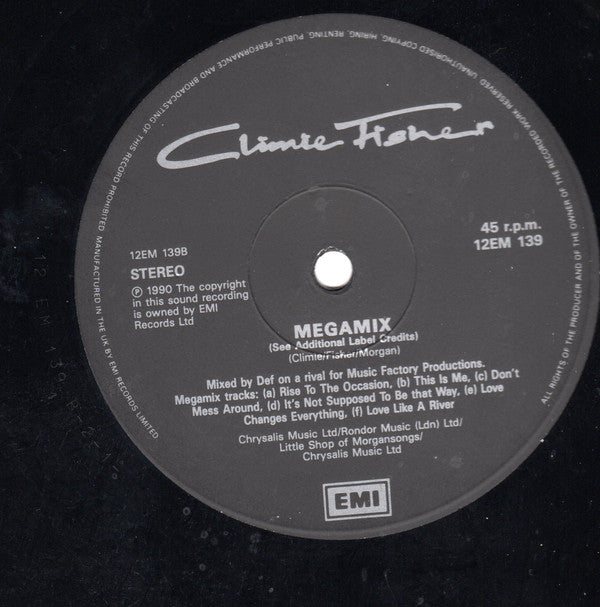 Climie Fisher
12EM 139B
STEREO
℗ 1990 The copyright
in this sound recording
is owned by EMI
Records Ltd
45 r.p.m.
12EM 139
MEGAMIX
(See Additional Label Credits)
(Climie/Fisher/Morgan)
Mixed by Def on a rival for Music Factory Productions.
Megamix tracks: (a) Rise To The Occasion, (b) This Is Me, (c) Don't
Mess Around, (d) It's Not Supposed To Be that Way, (e) Love
Changes Everything, (f) Love Like A River
Chrysalis Music Ltd/Rondor Music (Ldn) Ltd/
Little Shop of Morgansongs/
Chrysalis Music Ltd
EMI
ALL RIGHTS OF THE PRODUCER AND OF THE OWNER OF THE RECORDED WORK RESERVED. UNAUTHORISED COPYING, HIRING, RENTING, PUBLIC PERFORMANCE AND BROADCASTING OF THIS RECORD PROHIBITED. MANUFACTURED IN THE UK BY EMI RECORDS LIMITED
12 EM 139